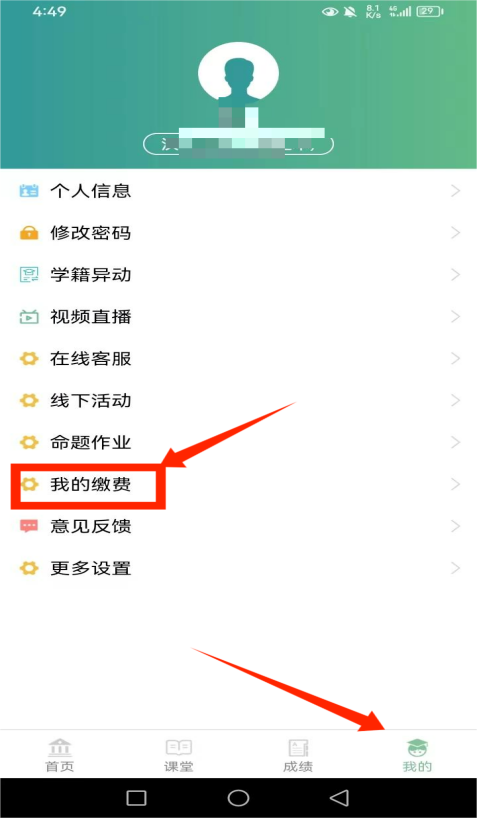 4:49
8.1 K/s 4G 29
个人信息
修改密码
学籍异动
视频直播
在线客服
线下活动
命题作业
我的缴费
意见反馈
更多设置
首页 课堂 成绩 我的